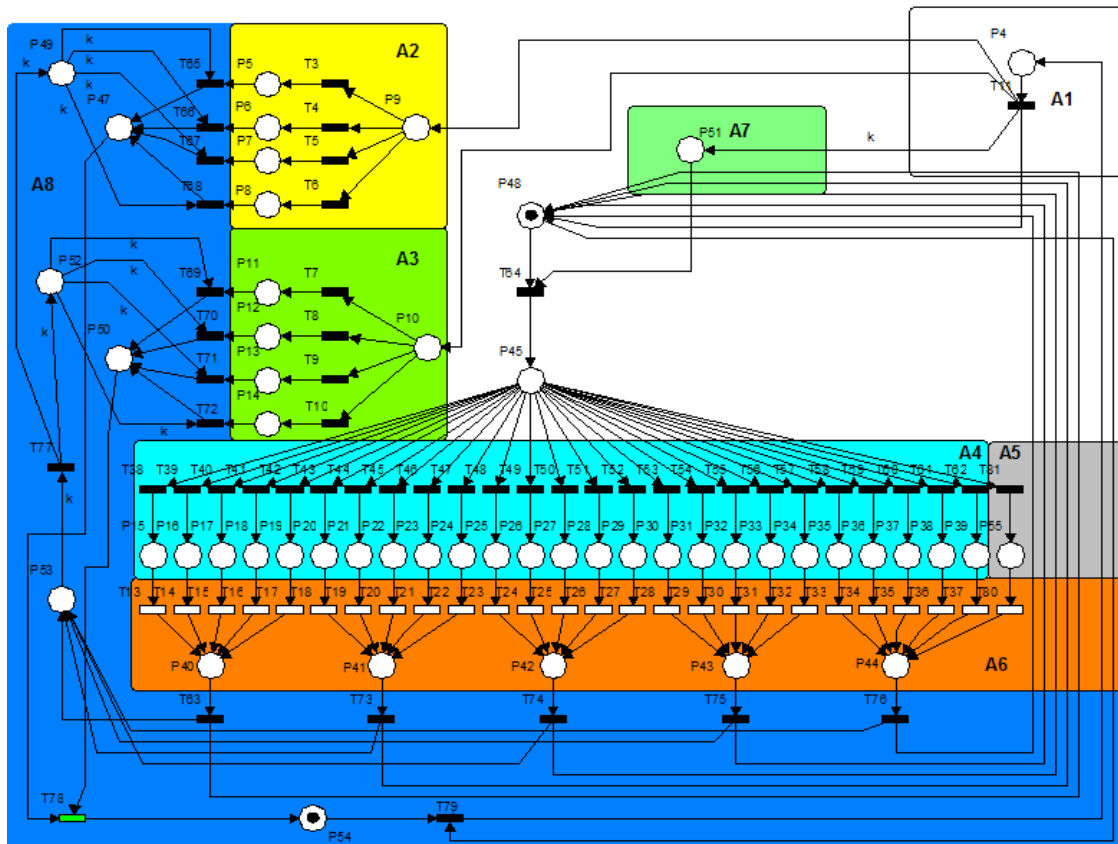 P49 k A2 P4
k k T65 P5 T3
k P47 T66 P6 T4 P9 T11 A1
T67 P7 T5 P51 A7 k
A8 T68 P8 T6 P48
k
P52 k T69 P11 A3 T7
k T64
P50 T70 P12 T8 P10
k k T71 P13 T9 P45
T72 P14 T10
k
T77 A4 A5
T38 T39 T40 T41 T42 T43 T44 T45 T46 T47 T48 T49 T50 T51 T52 T53 T54 T55 T56 T57 T58 T59 T60 T61 T62 T81
k
P15 P16 P17 P18 P19 P20 P21 P22 P23 P24 P25 P26 P27 P28 P29 P30 P31 P32 P33 P34 P35 P36 P37 P38 P39 P55
P53
T13 T14 T15 T16 T17 T18 T19 T20 T21 T22 T23 T24 T25 T26 T27 T28 T29 T30 T31 T32 T33 T34 T35 T36 T37 T80
P40 P41 P42 P43 P44 A6
T63 T73 T74 T75 T76
T78 T79
P54